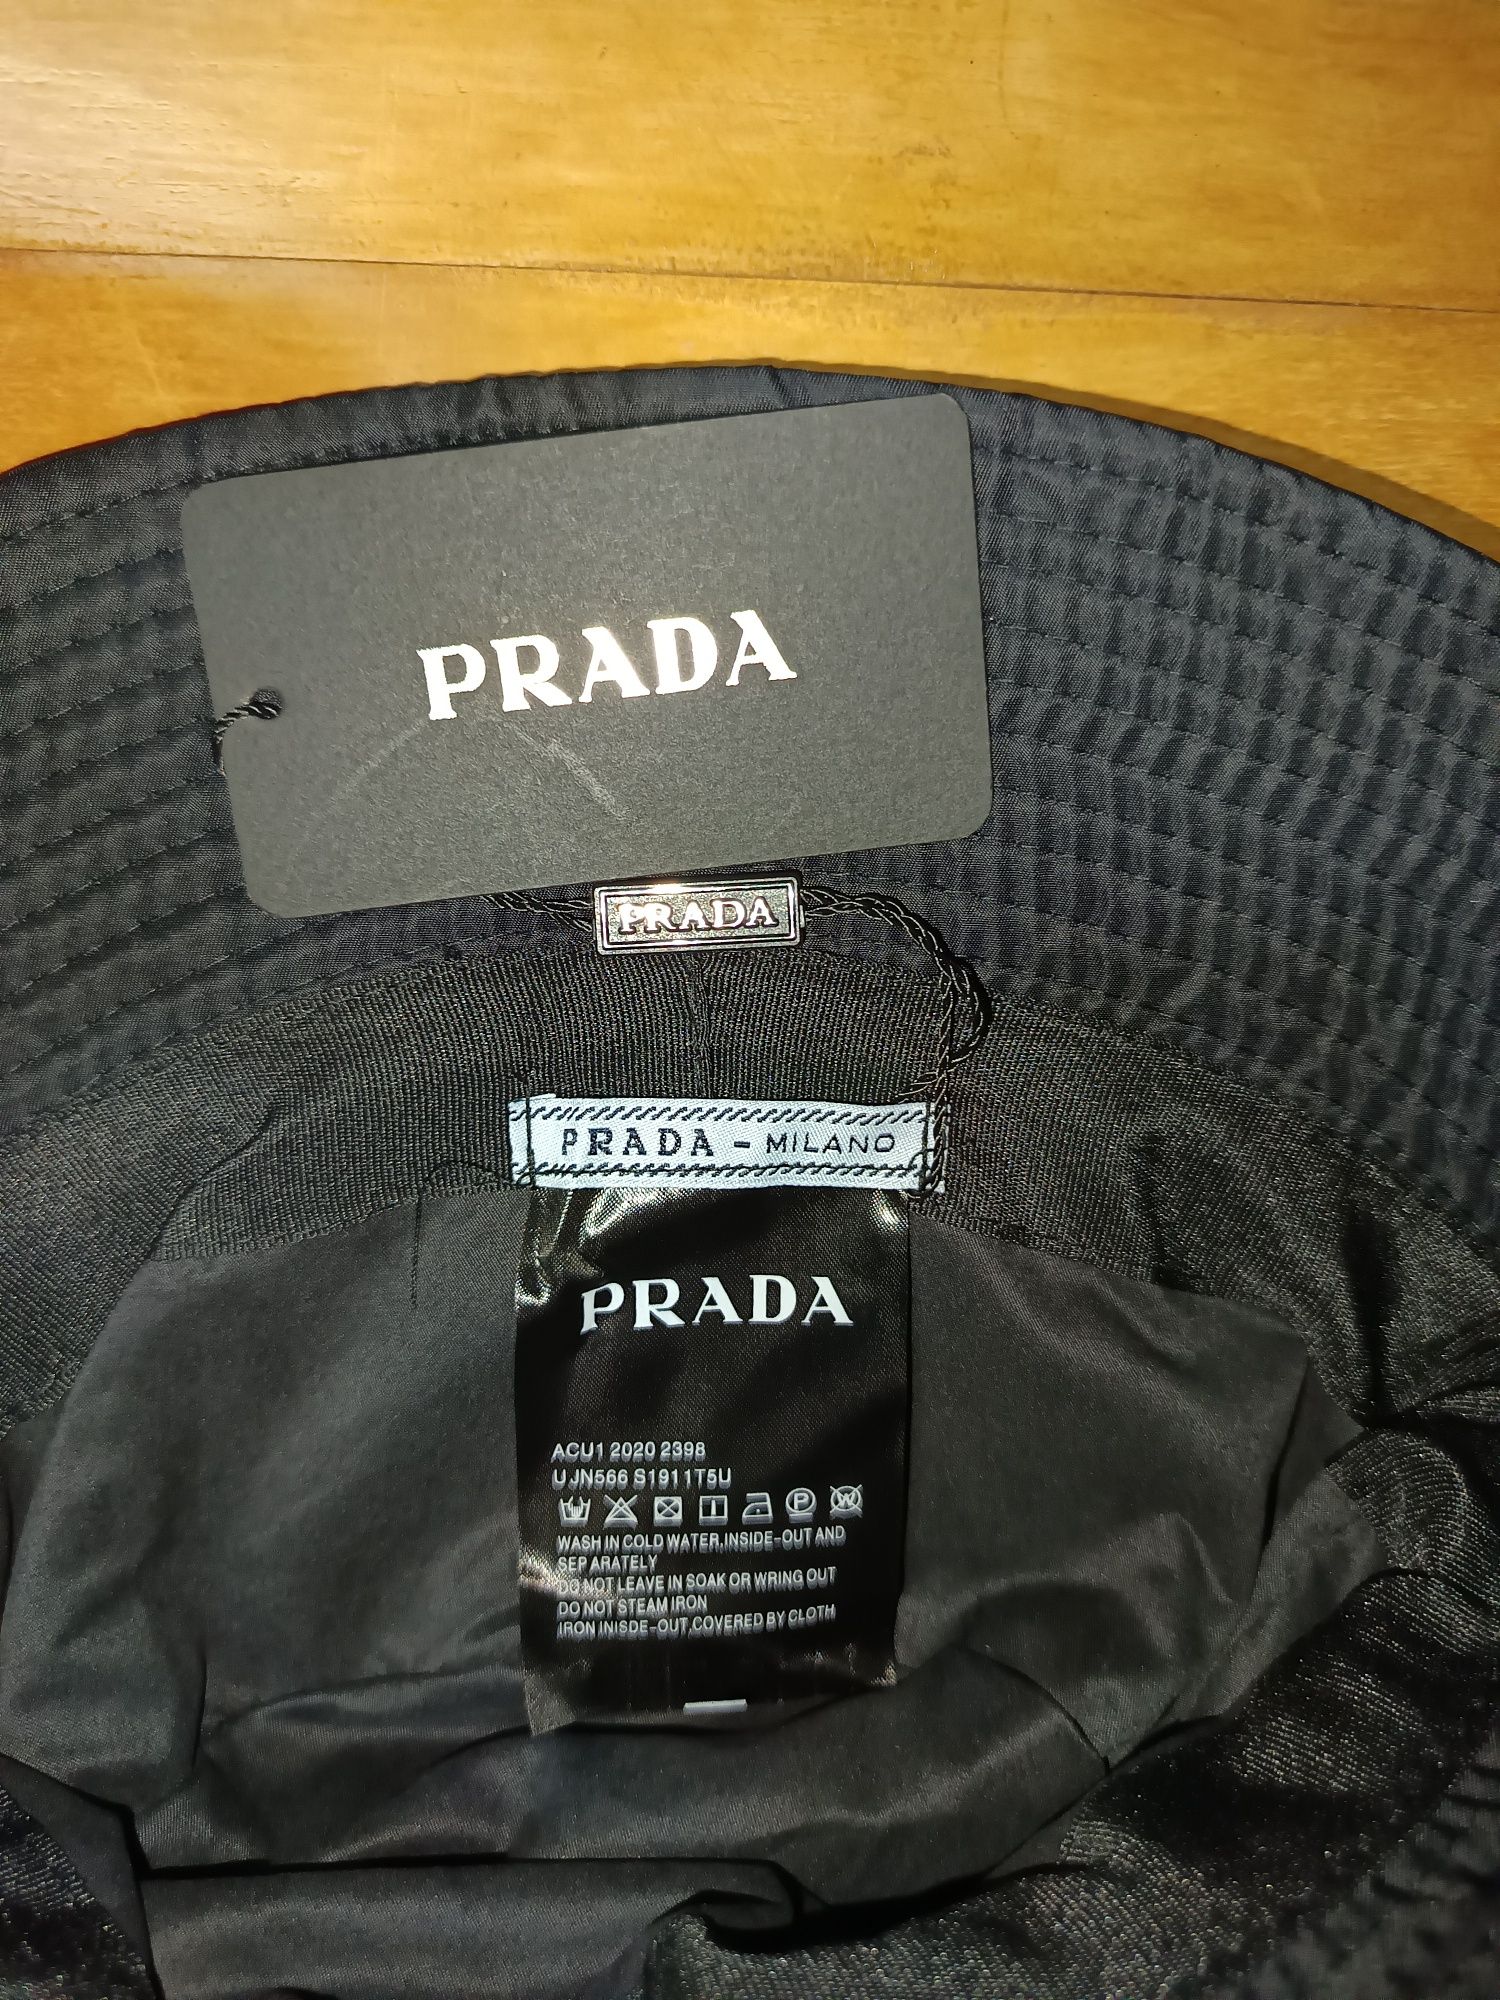 PRADA
PRADA
PRADA - MILANO
PRADA
ACU1 2020 2398
U JN566 S1911T5U
P W
WASH IN COLD WATER.INSIDE-OUT AND
SEP ARATELY
DO NOT LEAVE IN SOAK OR WRING OUT
DO NOT STEAM IRON
IRON INISDE-OUT,COVERED BY CLOTH